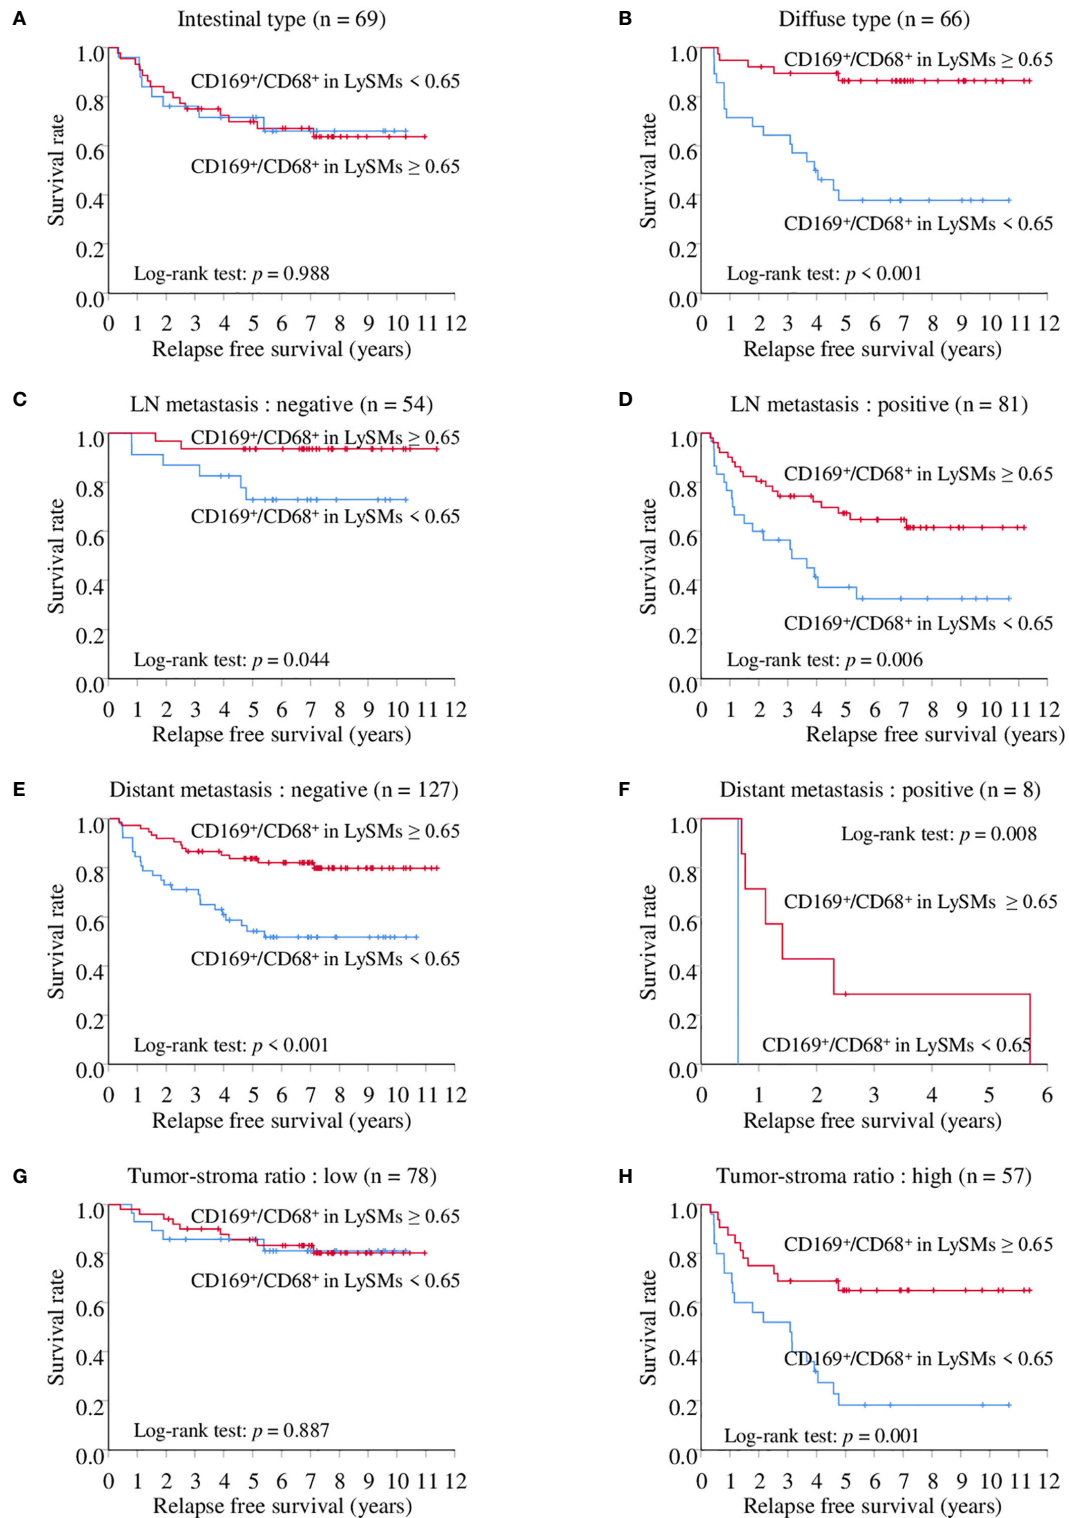 A
Intestinal type (n = 69)
1.0
0.8
0.6
0.4
0.2
0.0
Survival rate
CD169⁺/CD68⁺ in LySMs < 0.65
CD169⁺/CD68⁺ in LySMs ≥ 0.65
Log-rank test: p = 0.988
0 1 2 3 4 5 6 7 8 9 10 11 12
Relapse free survival (years)
B
Diffuse type (n = 66)
1.0
0.8
0.6
0.4
0.2
0.0
Survival rate
CD169⁺/CD68⁺ in LySMs ≥ 0.65
CD169⁺/CD68⁺ in LySMs < 0.65
Log-rank test: p < 0.001
0 1 2 3 4 5 6 7 8 9 10 11 12
Relapse free survival (years)
C
LN metastasis : negative (n = 54)
1.0
0.8
0.6
0.4
0.2
0.0
Survival rate
CD169⁺/CD68⁺ in LySMs ≥ 0.65
CD169⁺/CD68⁺ in LySMs < 0.65
Log-rank test: p = 0.044
0 1 2 3 4 5 6 7 8 9 10 11 12
Relapse free survival (years)
D
LN metastasis : positive (n = 81)
1.0
0.8
0.6
0.4
0.2
0.0
Survival rate
CD169⁺/CD68⁺ in LySMs ≥ 0.65
CD169⁺/CD68⁺ in LySMs < 0.65
Log-rank test: p = 0.006
0 1 2 3 4 5 6 7 8 9 10 11 12
Relapse free survival (years)
E
Distant metastasis : negative (n = 127)
1.0
0.8
0.6
0.4
0.2
0.0
Survival rate
CD169⁺/CD68⁺ in LySMs ≥ 0.65
CD169⁺/CD68⁺ in LySMs < 0.65
Log-rank test: p < 0.001
0 1 2 3 4 5 6 7 8 9 10 11 12
Relapse free survival (years)
F
Distant metastasis : positive (n = 8)
1.0
0.8
0.6
0.4
0.2
0.0
Survival rate
Log-rank test: p = 0.008
CD169⁺/CD68⁺ in LySMs ≥ 0.65
CD169⁺/CD68⁺ in LySMs < 0.65
0 1 2 3 4 5 6
Relapse free survival (years)
G
Tumor-stroma ratio : low (n = 78)
1.0
0.8
0.6
0.4
0.2
0.0
Survival rate
CD169⁺/CD68⁺ in LySMs ≥ 0.65
CD169⁺/CD68⁺ in LySMs < 0.65
Log-rank test: p = 0.887
0 1 2 3 4 5 6 7 8 9 10 11 12
Relapse free survival (years)
H
Tumor-stroma ratio : high (n = 57)
1.0
0.8
0.6
0.4
0.2
0.0
Survival rate
CD169⁺/CD68⁺ in LySMs ≥ 0.65
CD169⁺/CD68⁺ in LySMs < 0.65
Log-rank test: p = 0.001
0 1 2 3 4 5 6 7 8 9 10 11 12
Relapse free survival (years)